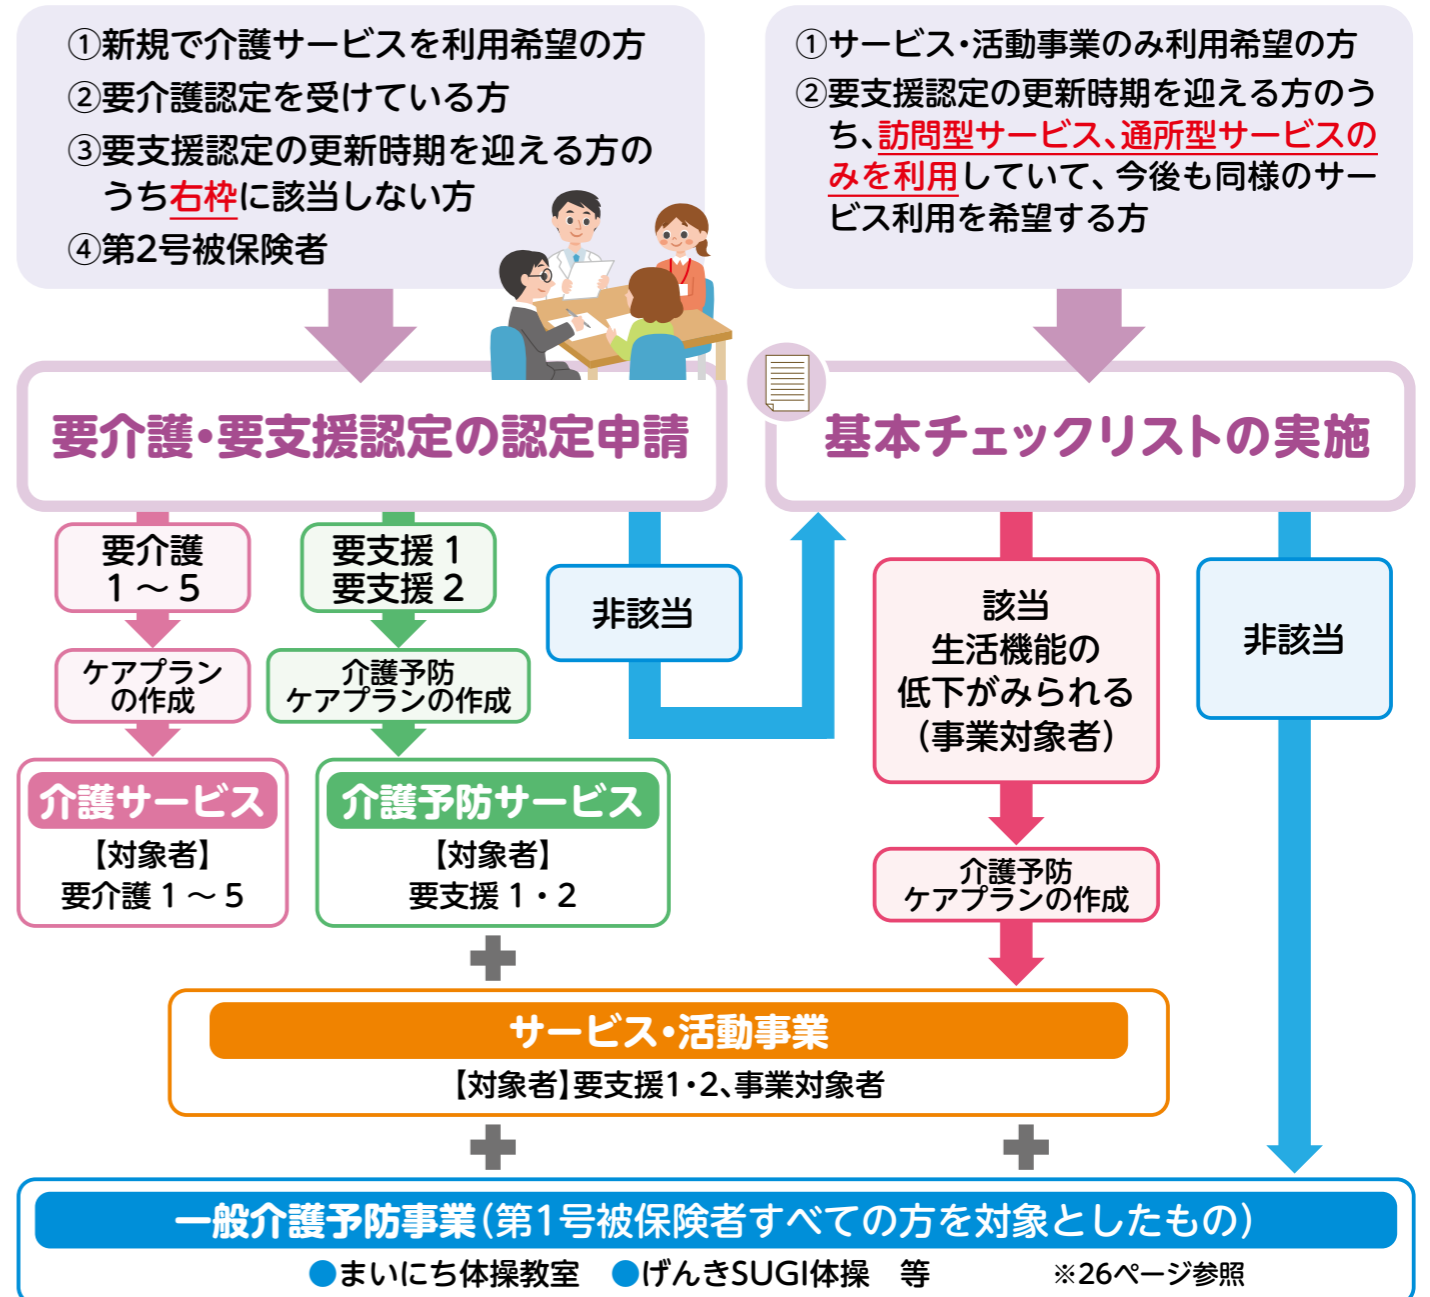 ①新規で介護サービスを利用希望の方
②要介護認定を受けている方
③要支援認定の更新時期を迎える方の
うち右枠に該当しない方
④第2号被保険者
①サービス・活動事業のみ利用希望の方
②要支援認定の更新時期を迎える方のう
ち、訪問型サービス、通所型サービスの
みを利用していて、今後も同様のサー
ビス利用を希望する方
要介護・要支援認定の認定申請
基本チェックリストの実施
要介護
1～5
要支援1
要支援2
非該当
該当
生活機能の
低下がみられる
（事業対象者）
非該当
ケアプラン
の作成
介護予防
ケアプランの作成
介護サービス
【対象者】
要介護1～5
介護予防サービス
【対象者】
要支援1・2
介護予防
ケアプランの作成
サービス・活動事業
【対象者】要支援1・2、事業対象者
一般介護予防事業（第1号被保険者すべての方を対象としたもの）
●まいにち体操教室 ●げんきSUGI体操 等 ※26ページ参照